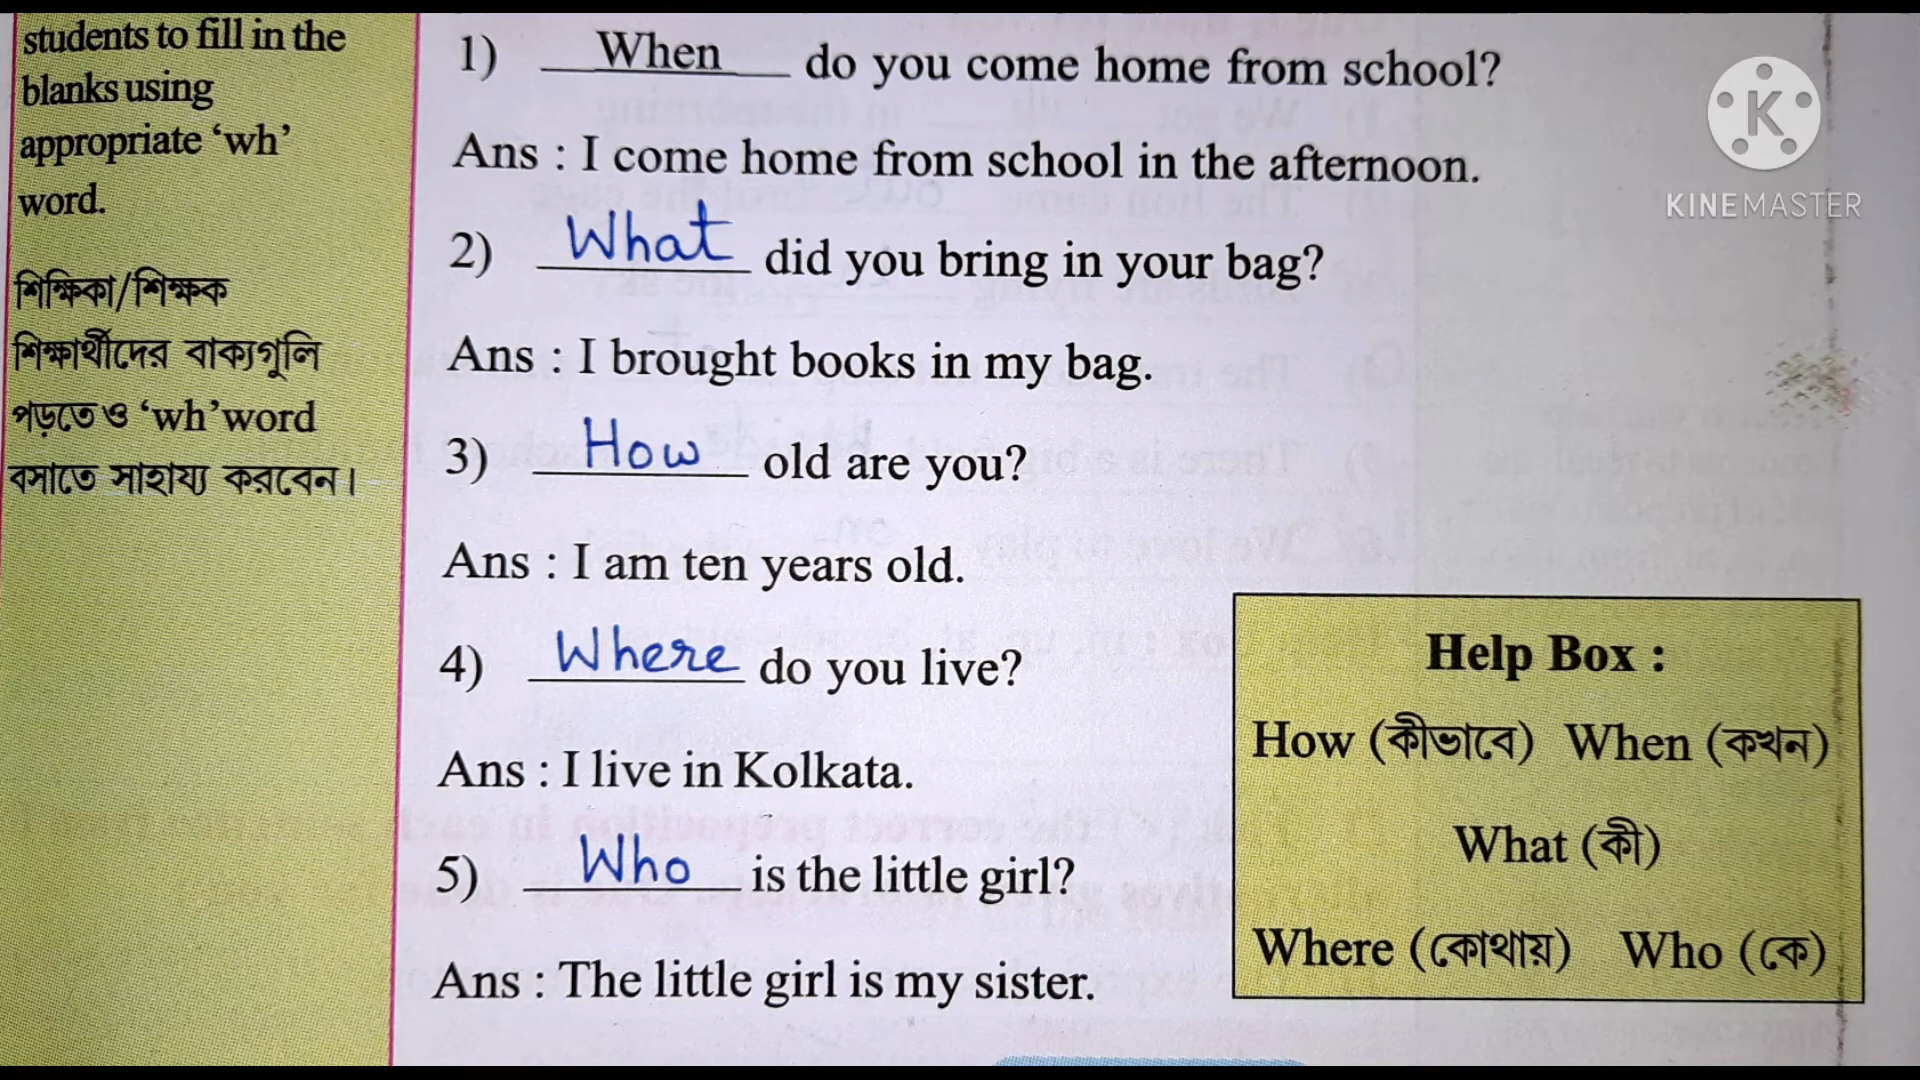 students to fill in the
blanks using
appropriate ‘wh’
word.
শিক্ষিকা/শিক্ষক
শিক্ষার্থীদের বাক্যগুলি
পড়তে ও ‘wh’ word
বসাতে সাহায্য করবেন।
1) When do you come home from school?
Ans : I come home from school in the afternoon.
2) What did you bring in your bag?
Ans : I brought books in my bag.
3) How old are you?
Ans : I am ten years old.
4) Where do you live?
Ans : I live in Kolkata.
5) Who is the little girl?
Ans : The little girl is my sister.
Help Box :
How (কীভাবে) When (কখন)
What (কী)
Where (কোথায়) Who (কে)
K
KINEMASTER